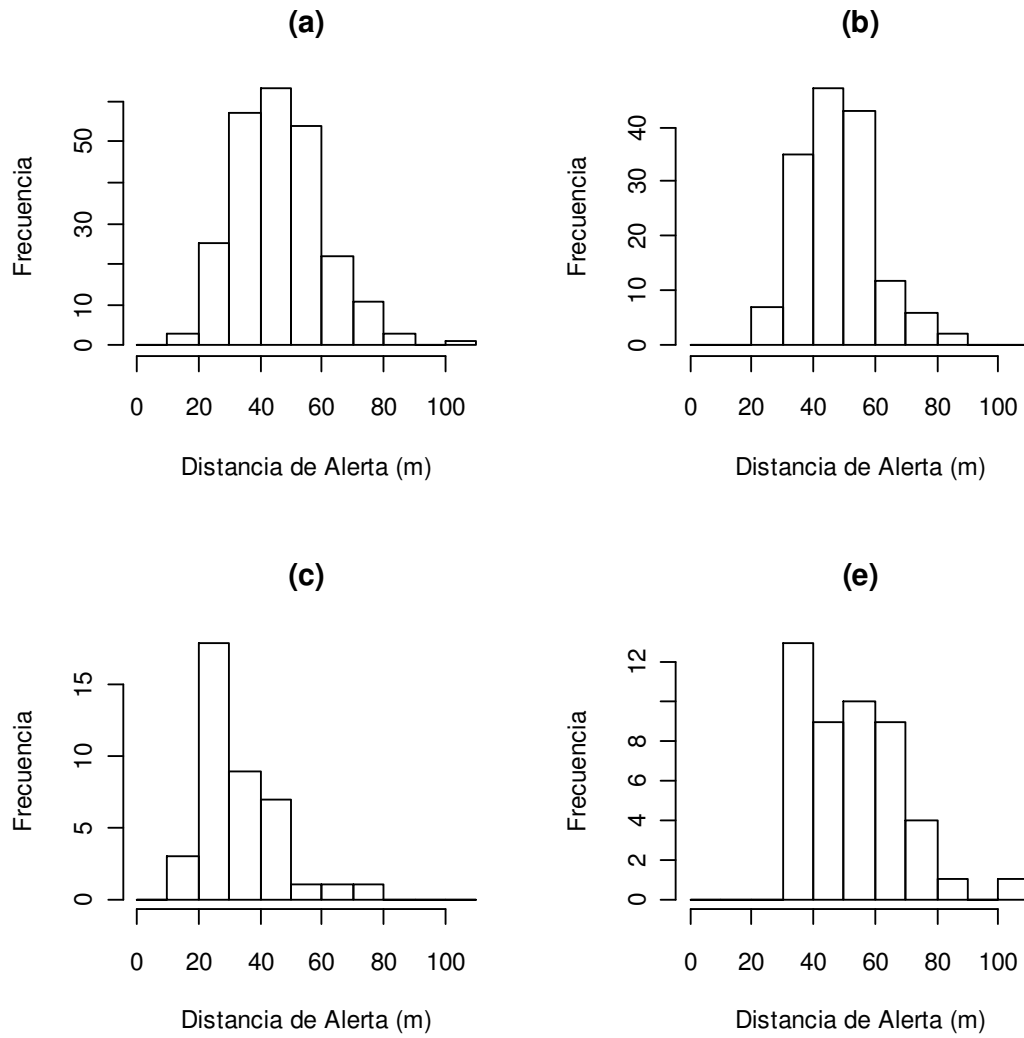 (a)
Frecuencia
0 10 30 50
0 20 40 60 80 100
Distancia de Alerta (m)
(b)
Frecuencia
0 10 20 30 40
0 20 40 60 80 100
Distancia de Alerta (m)
(c)
Frecuencia
0 5 10 15
0 20 40 60 80 100
Distancia de Alerta (m)
(e)
Frecuencia
0 2 4 6 8 12
0 20 40 60 80 100
Distancia de Alerta (m)